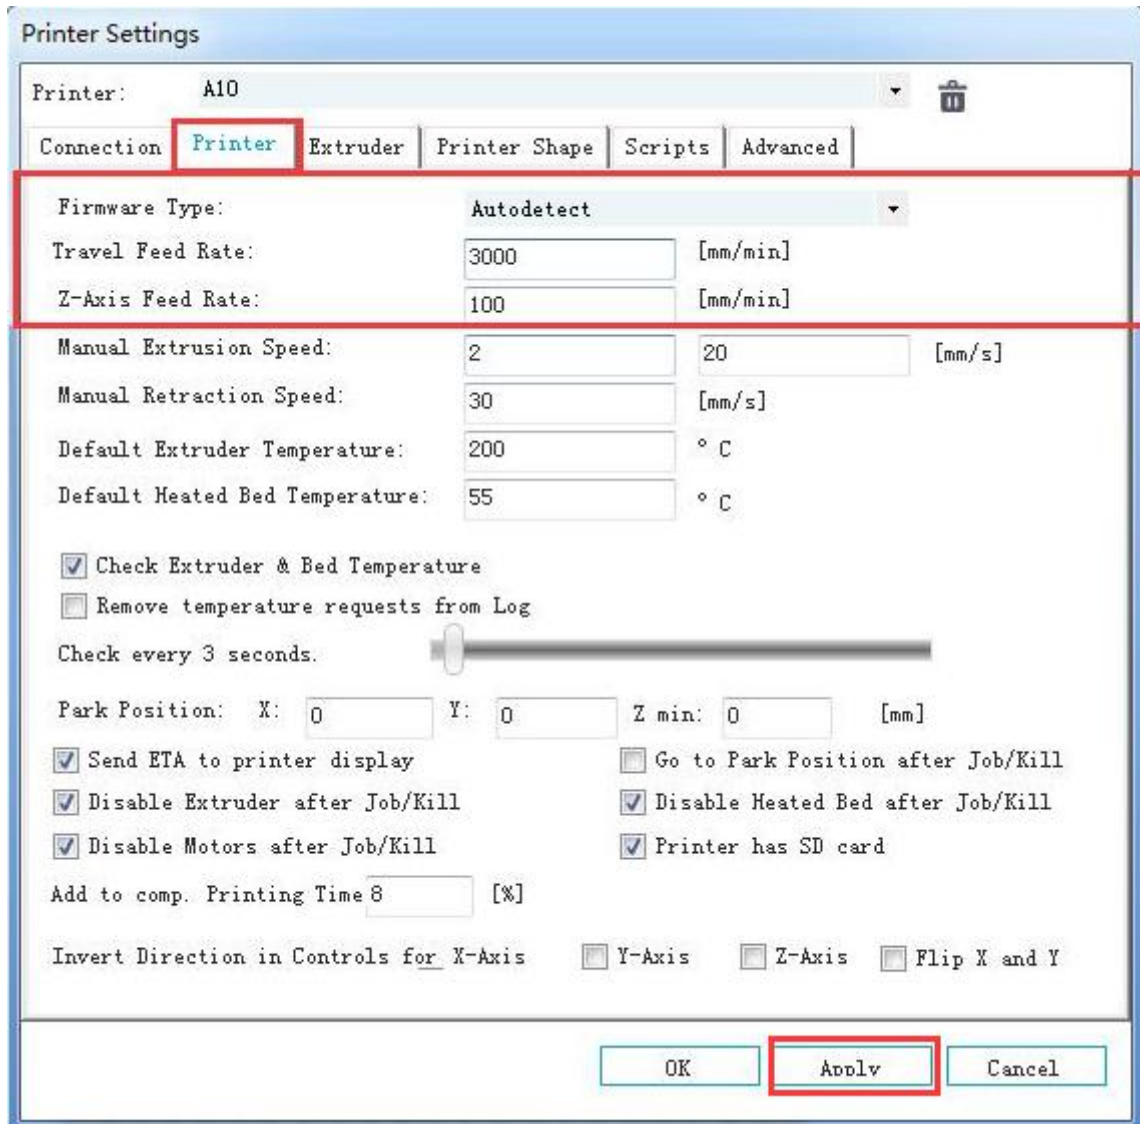 Printer Settings
Printer: A10
Connection Printer Extruder Printer Shape Scripts Advanced
Firmware Type: Autodetect
Travel Feed Rate: 3000 [mm/min]
Z-Axis Feed Rate: 100 [mm/min]
Manual Extrusion Speed: 2 20 [mm/s]
Manual Retraction Speed: 30 [mm/s]
Default Extruder Temperature: 200 ° C
Default Heated Bed Temperature: 55 ° C
Check Extruder & Bed Temperature
Remove temperature requests from Log
Check every 3 seconds.
Park Position: X: 0 Y: 0 Z min: 0 [mm]
Send ETA to printer display Go to Park Position after Job/Kill
Disable Extruder after Job/Kill Disable Heated Bed after Job/Kill
Disable Motors after Job/Kill Printer has SD card
Add to comp. Printing Time 8 [%]
Invert Direction in Controls for X-Axis Y-Axis Z-Axis Flip X and Y
OK Apply Cancel